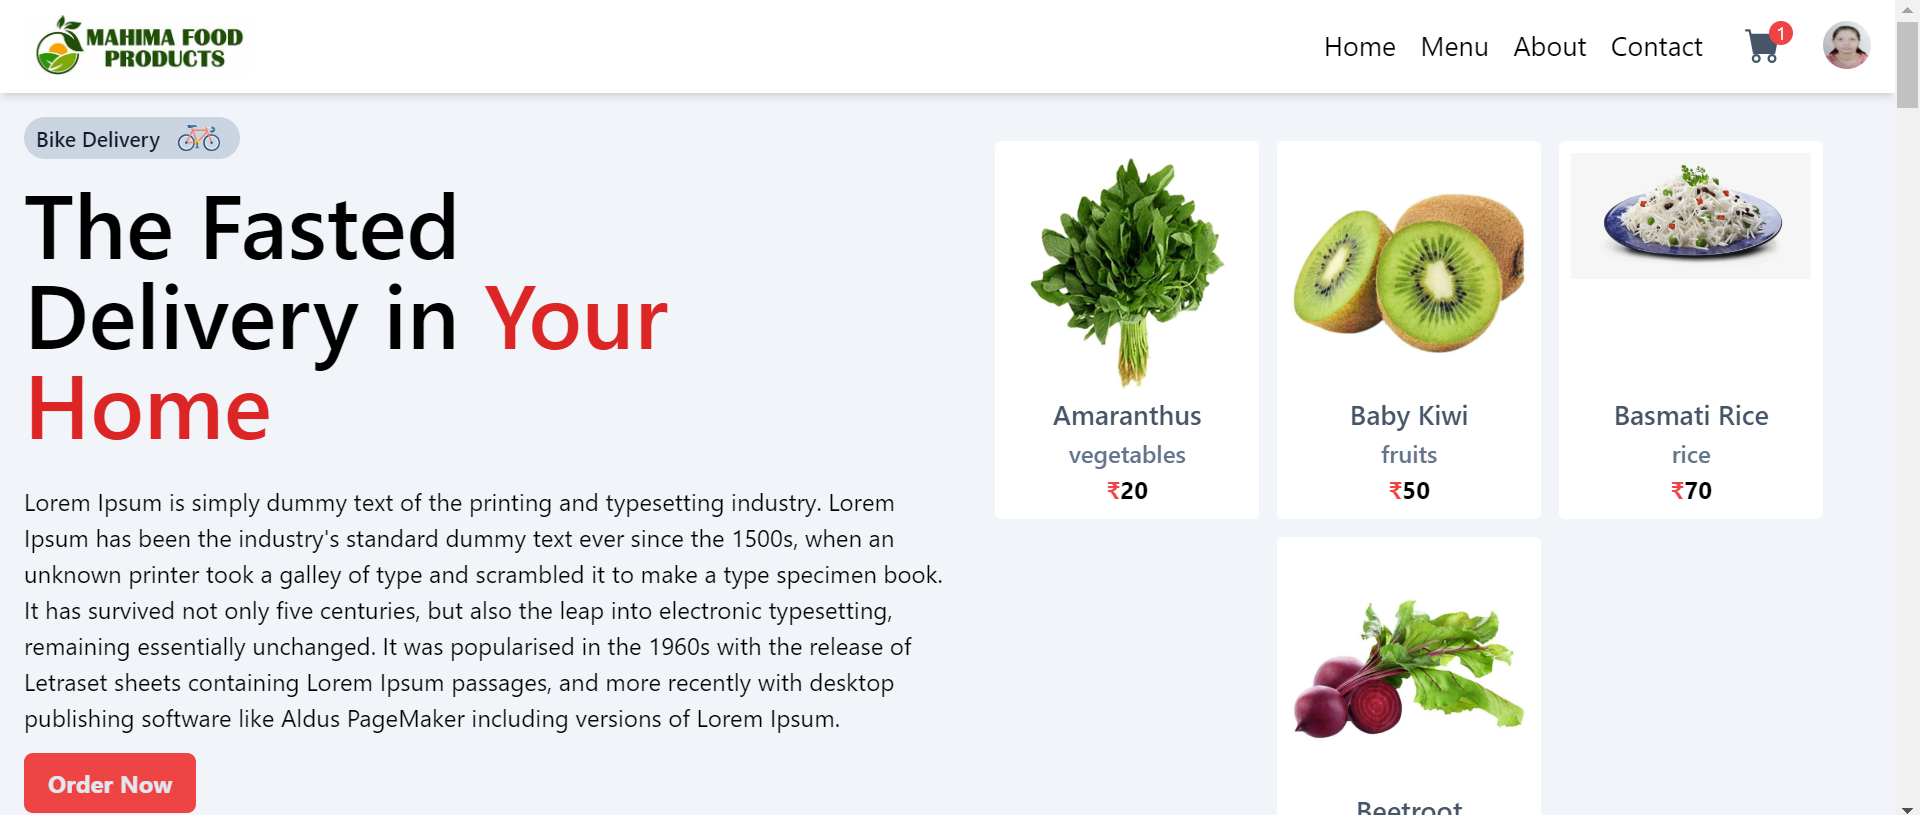 MAHIMA FOOD
PRODUCTS
Home Menu About Contact
1
Bike Delivery
The Fasted
Delivery in Your
Home
Lorem Ipsum is simply dummy text of the printing and typesetting industry. Lorem
Ipsum has been the industry's standard dummy text ever since the 1500s, when an
unknown printer took a galley of type and scrambled it to make a type specimen book.
It has survived not only five centuries, but also the leap into electronic typesetting,
remaining essentially unchanged. It was popularised in the 1960s with the release of
Letraset sheets containing Lorem Ipsum passages, and more recently with desktop
publishing software like Aldus PageMaker including versions of Lorem Ipsum.
Order Now
Amaranthus
vegetables
₹20
Baby Kiwi
fruits
₹50
Basmati Rice
rice
₹70
Beetroot